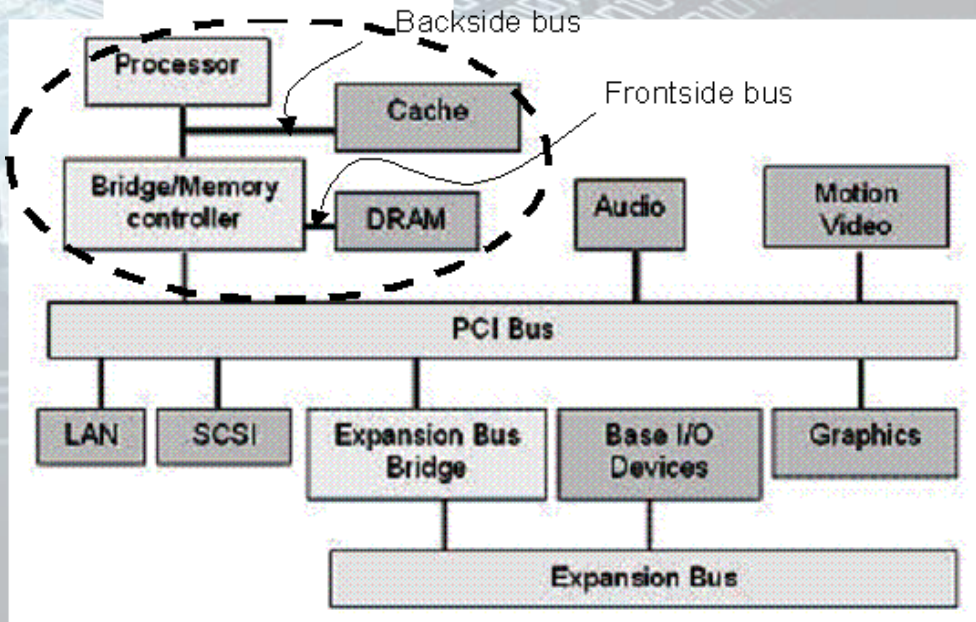 Backside bus
Processor
Cache
Frontside bus
Bridge/Memory
controller
DRAM
Audio
Motion
Video
PCI Bus
LAN
SCSI
Expansion Bus
Bridge
Base I/O
Devices
Graphics
Expansion Bus